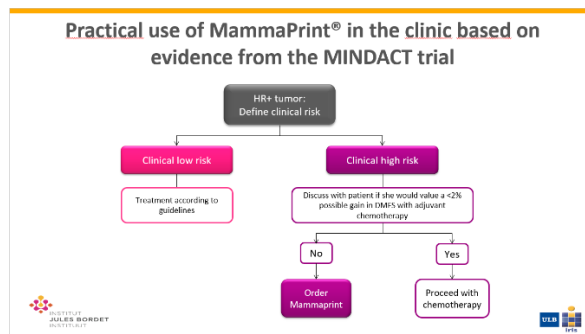 Practical use of MammaPrint® in the clinic based on
evidence from the MINDACT trial
HR+ tumor:
Define clinical risk
Clinical low risk
Clinical high risk
Treatment according to
guidelines
Discuss with patient if she would value a <2%
possible gain in DMFS with adjuvant
chemotherapy
No
Yes
Order
Mammaprint
Proceed with
chemotherapy
INSTITUT
JULES BORDET
INSTITUUT
ULB
iris